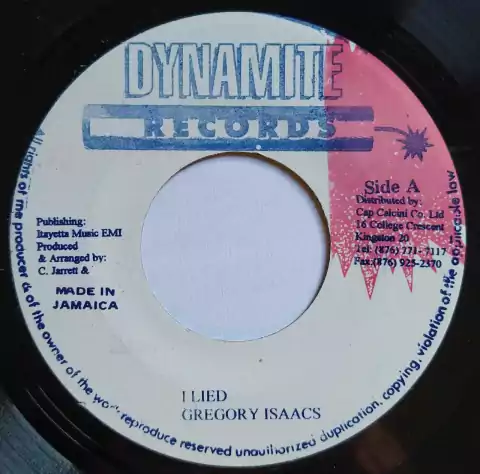 DYNAMITE
RECORDS
Side A
Distributed by:
Cap Calcini Co. Ltd
16 College Crescent
Kingston 20
Tel: (876) 771-7117
Fax.(876) 925-2370
Publishing:
Itayetta Music EMI
Produced
& Arranged by:
C. Jarrett &
MADE IN
JAMAICA
I LIED
GREGORY ISAACS
All rights of the producer & of the owner of the work reproduce reserved unauthorized duplication, copying, violation of the applicable law